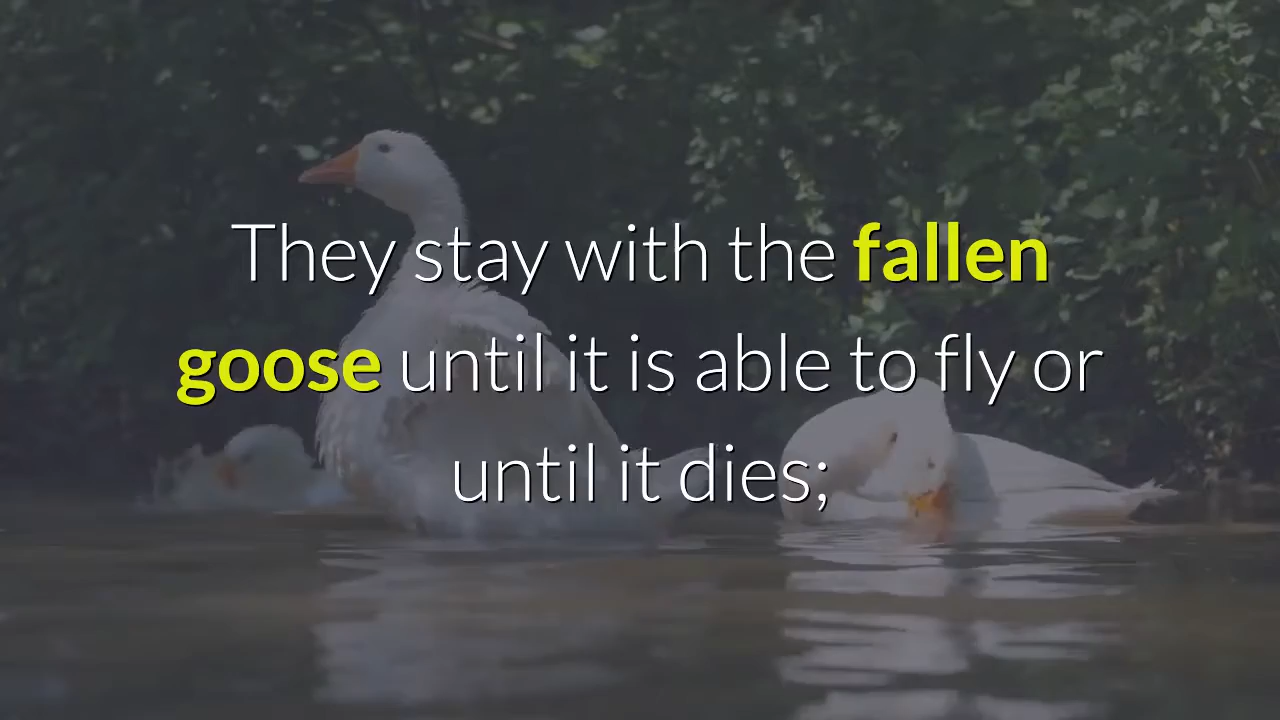 They stay with the fallen
goose until it is able to fly or
until it dies;